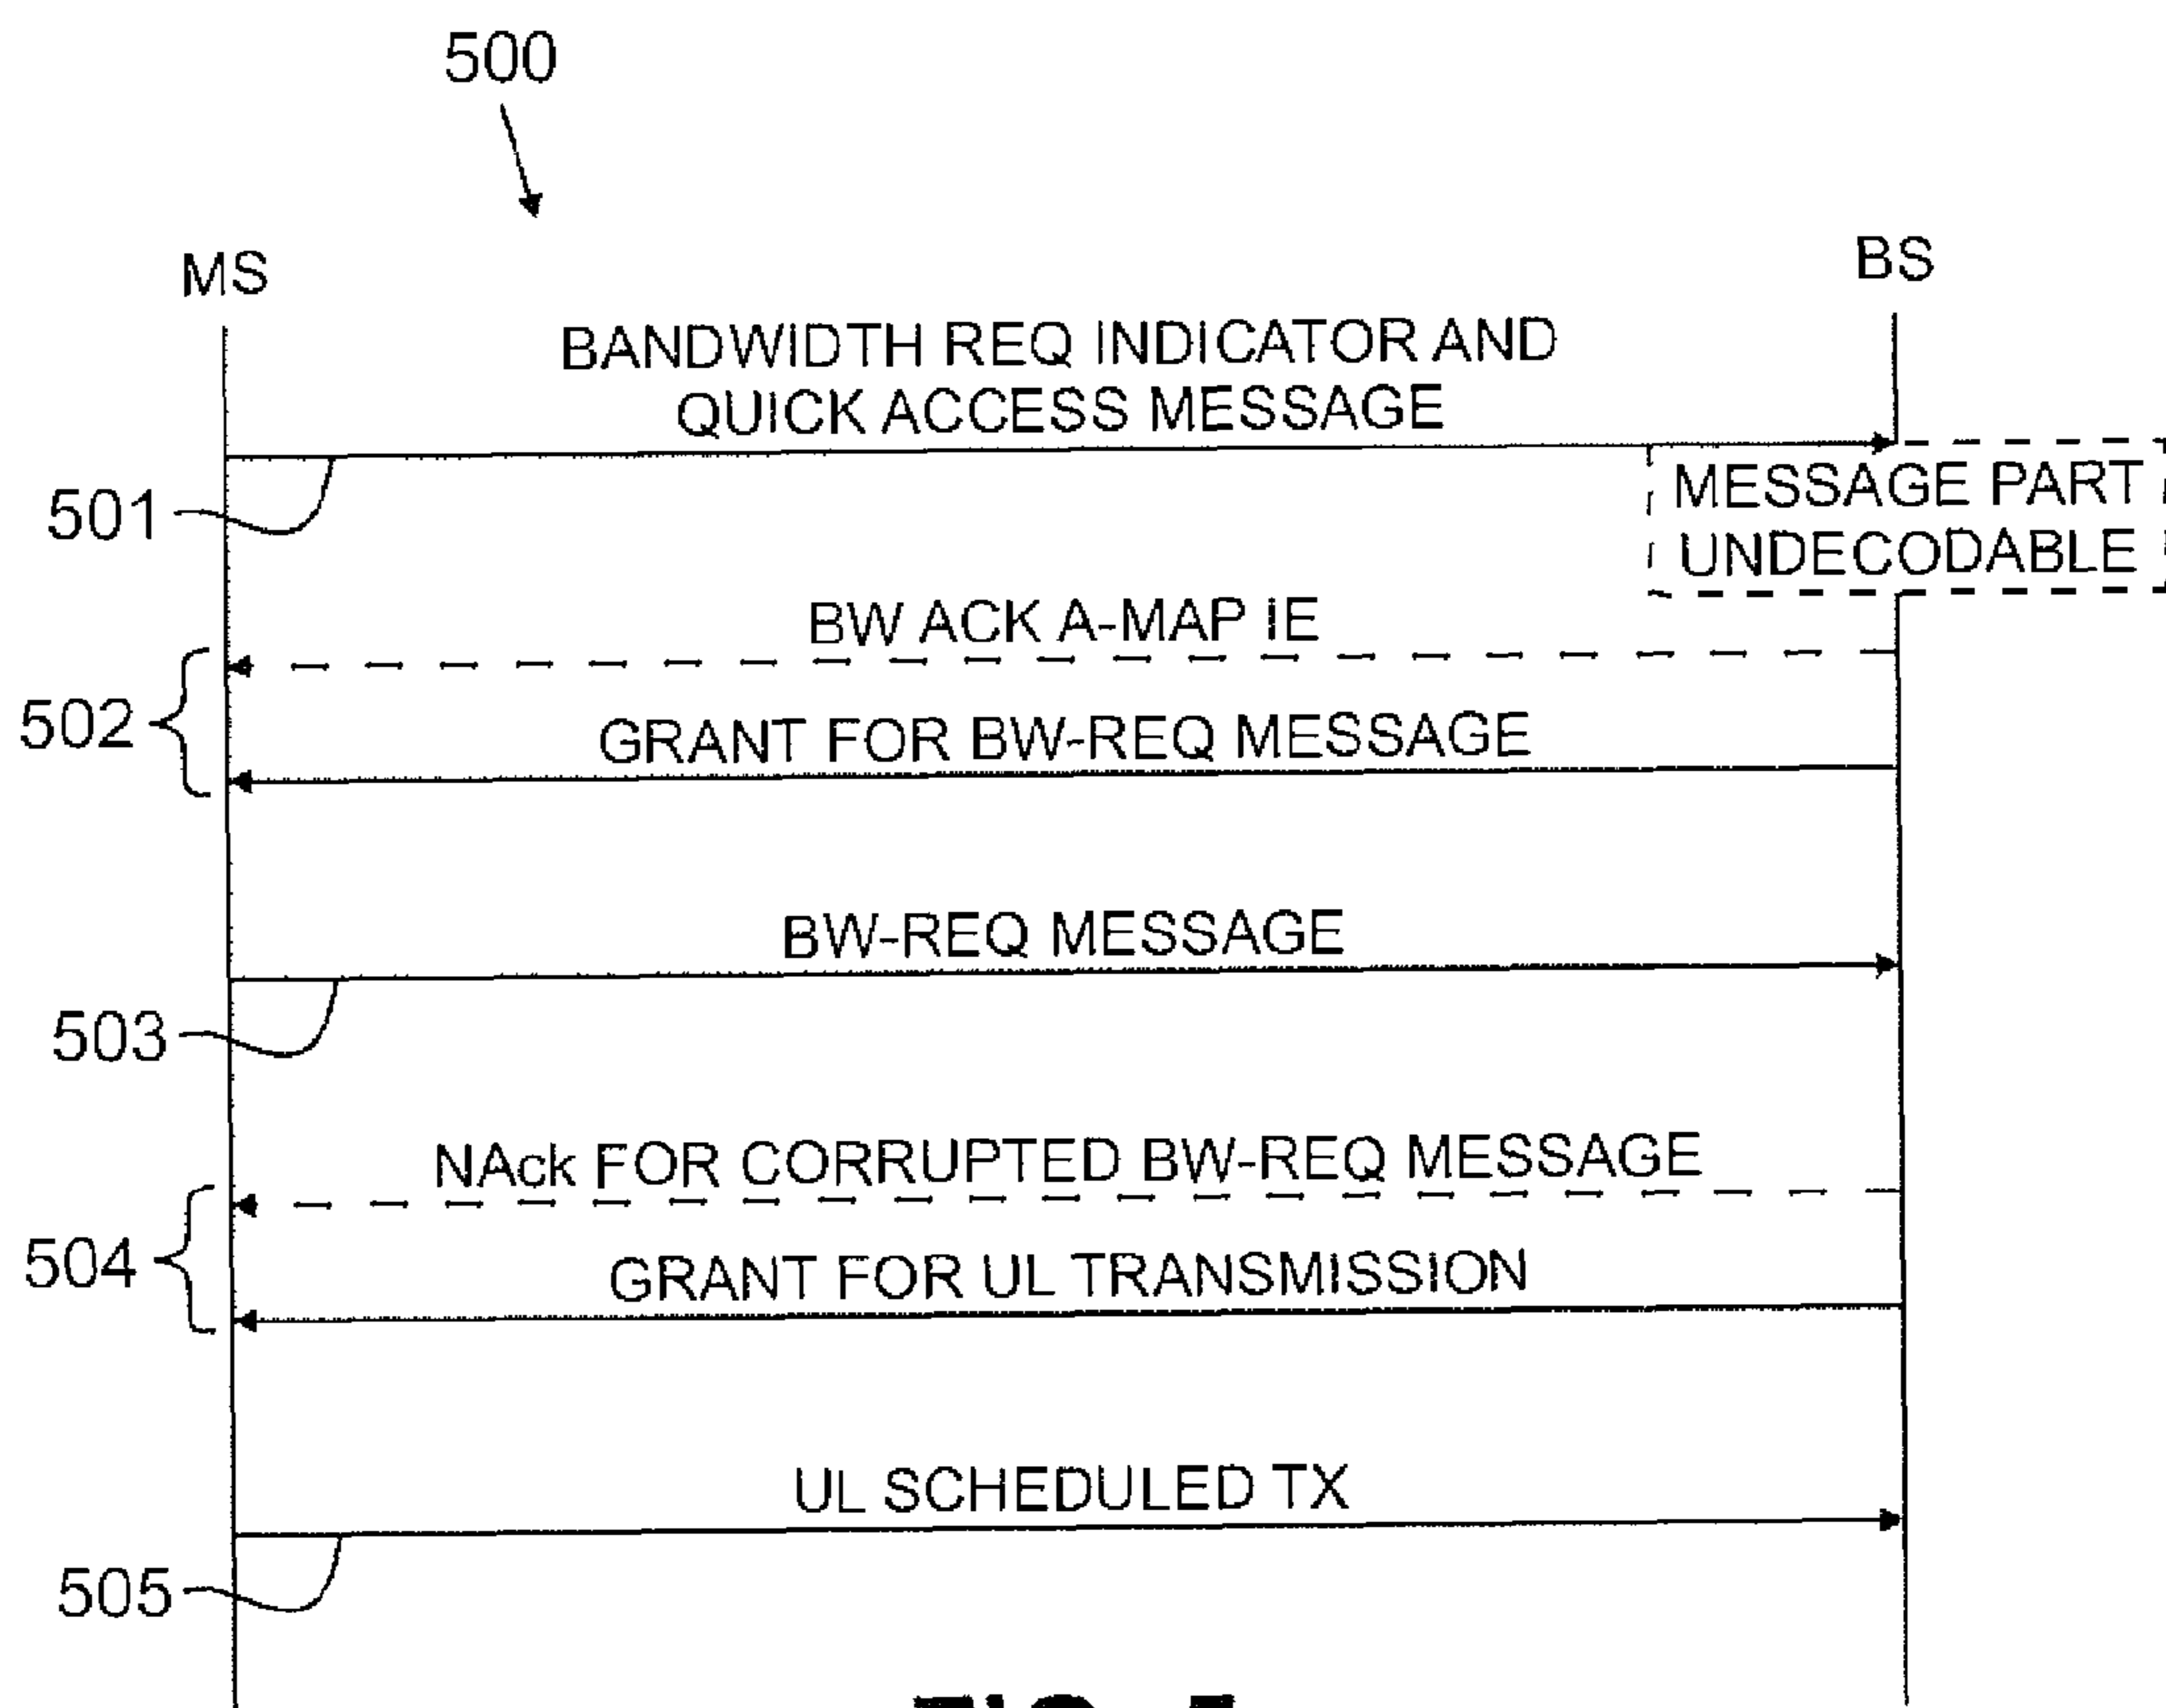 500
MS
BS
BANDWIDTH REQ INDICATOR AND
QUICK ACCESS MESSAGE
501
MESSAGE PART
UNDECODABLE
BW ACK A-MAP IE
502
GRANT FOR BW-REQ MESSAGE
BW-REQ MESSAGE
503
NAck FOR CORRUPTED BW-REQ MESSAGE
504
GRANT FOR UL TRANSMISSION
UL SCHEDULED TX
505